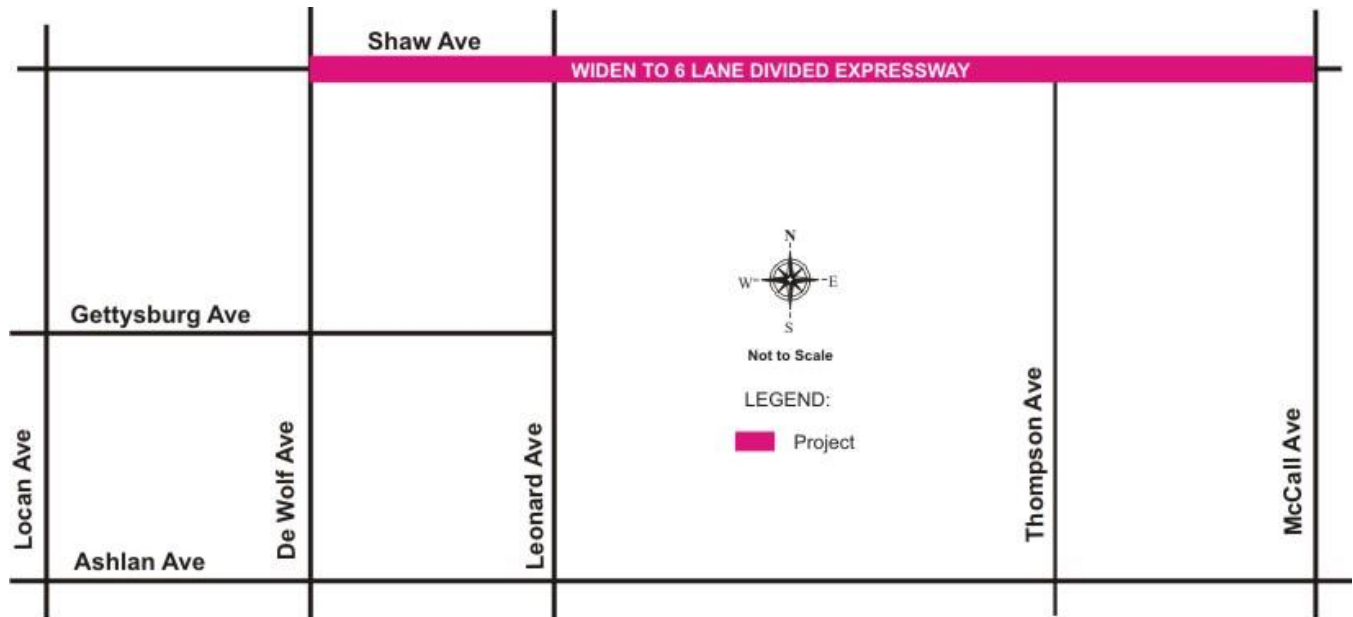 Shaw Ave
WIDEN TO 6 LANE DIVIDED EXPRESSWAY
N
W
E
S
Gettysburg Ave
Not to Scale
LEGEND:
Project
Locan Ave
De Wolf Ave
Leonard Ave
Thompson Ave
McCall Ave
Ashlan Ave